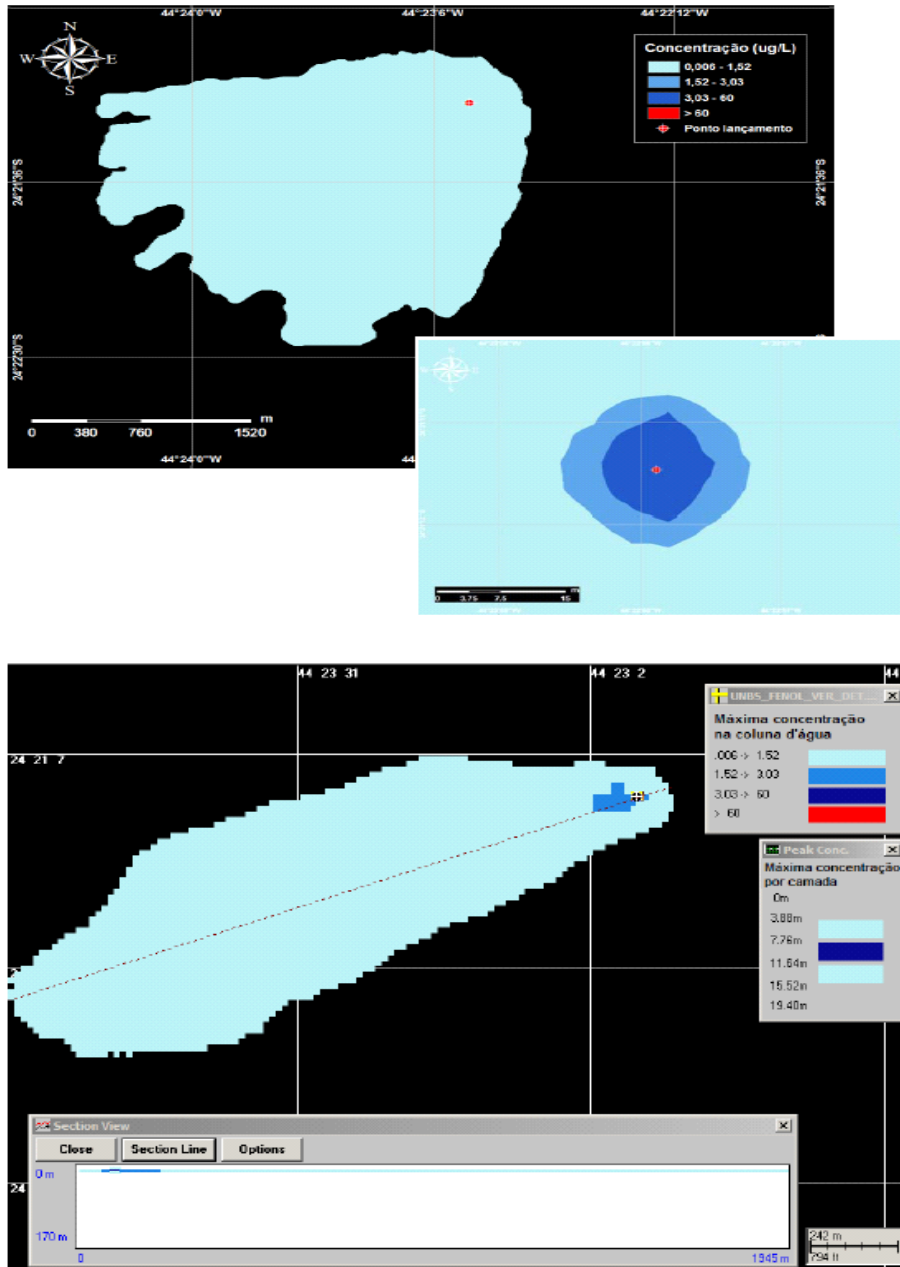 44°24'0"W
44°23'6"W
44°22'12"W
N
W
E
S
Concentração (ug/L)
0,006 - 1,52
1,52 - 3,03
3,03 - 60
> 60
Ponto lançamento
24°21'36"S
24°21'36"S
24°22'30"S
m
0 380 760 1520
44°24'0"W
m
0 3,75 7,5 15
44 23 31
44 23 2
44
24 21 7
UNBS_FENOL_VER_DIT...
Máxima concentração
na coluna d'água
.006 -> 1.52
1.52 -> 3.03
3.03 -> 60
> 60
Peak Conc.
Máxima concentração
por camada
0m
3.88m
7.76m
11.64m
15.52m
19.40m
Section View
Close
Section Line
Options
0 m
170 m
0
1945 m
24
242 m
794 ft